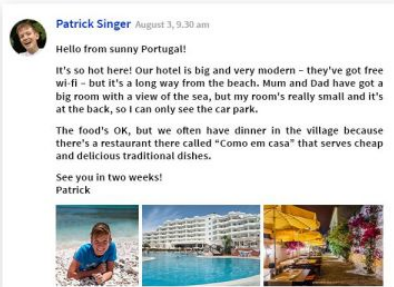 Patrick Singer August 3, 9.30 am
Hello from sunny Portugal!
It's so hot here! Our hotel is big and very modern – they've got free
wi-fi – but it's a long way from the beach. Mum and Dad have got a
big room with a view of the sea, but my room's really small and it's
at the back, so I can only see the car park.
The food's OK, but we often have dinner in the village because
there's a restaurant there called "Como em casa" that serves cheap
and delicious traditional dishes.
See you in two weeks!
Patrick